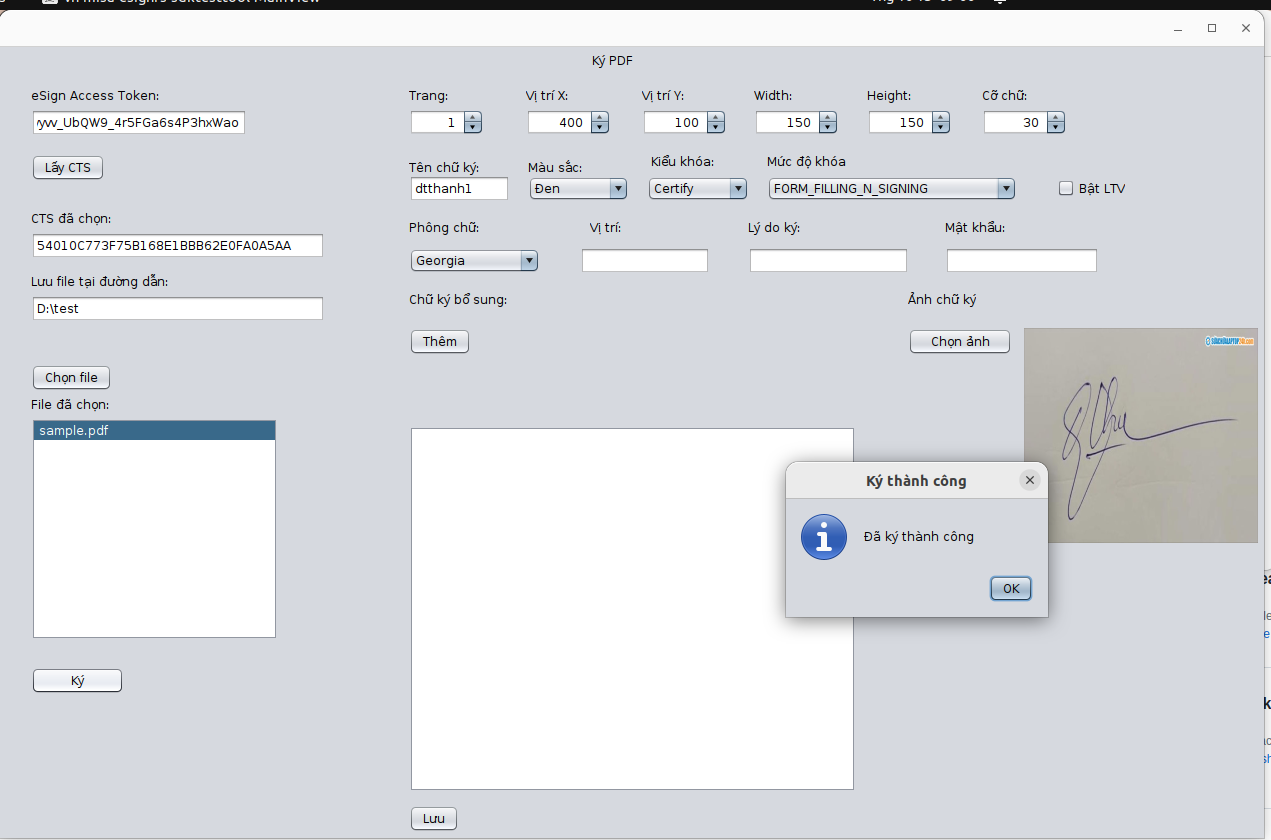 Ký PDF
eSign Access Token:
Trang:
Vị trí X:
Vị trí Y:
Width:
Height:
Cỡ chữ:
yvv_UbQW9_4r5FGa6s4P3hxWao
1
400
100
150
150
30
Lấy CTS
Tên chữ ký:
Màu sắc:
Kiểu khóa:
Mức độ khóa
dtthanh1
Đen
Certify
FORM_FILLING_N_SIGNING
Bật LTV
CTS đã chọn:
54010C773F75B168E1BBB62E0FA0A5AA
Phông chữ:
Vị trí:
Lý do ký:
Mật khẩu:
Georgia
Lưu file tại đường dẫn:
D:\test
Chữ ký bổ sung:
Ảnh chữ ký
Thêm
Chọn ảnh
Chọn file
File đã chọn:
sample.pdf
Ký thành công
Đã ký thành công
OK
Ký
Lưu